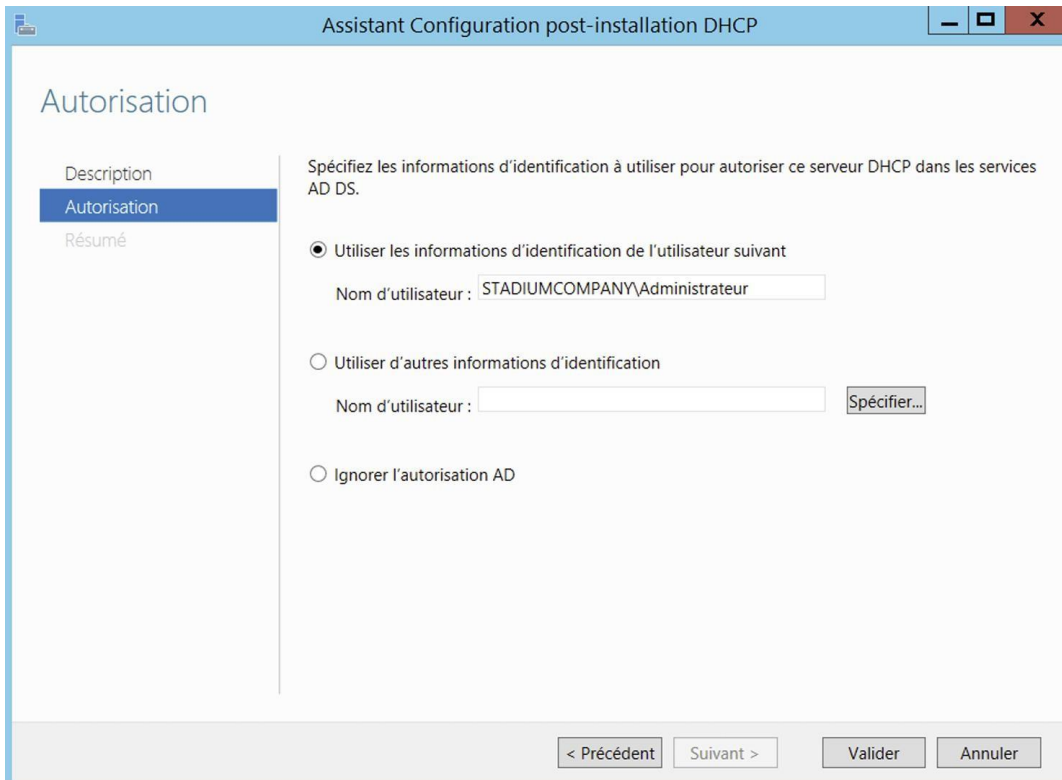 Assistant Configuration post-installation DHCP
Autorisation
Description
Autorisation
Résumé
Spécifiez les informations d'identification à utiliser pour autoriser ce serveur DHCP dans les services
AD DS.
Utiliser les informations d'identification de l'utilisateur suivant
Nom d'utilisateur : STADIUMCOMPANY\Administrateur
Utiliser d'autres informations d'identification
Nom d'utilisateur : Spécifier...
Ignorer l'autorisation AD
< Précédent Suivant > Valider Annuler